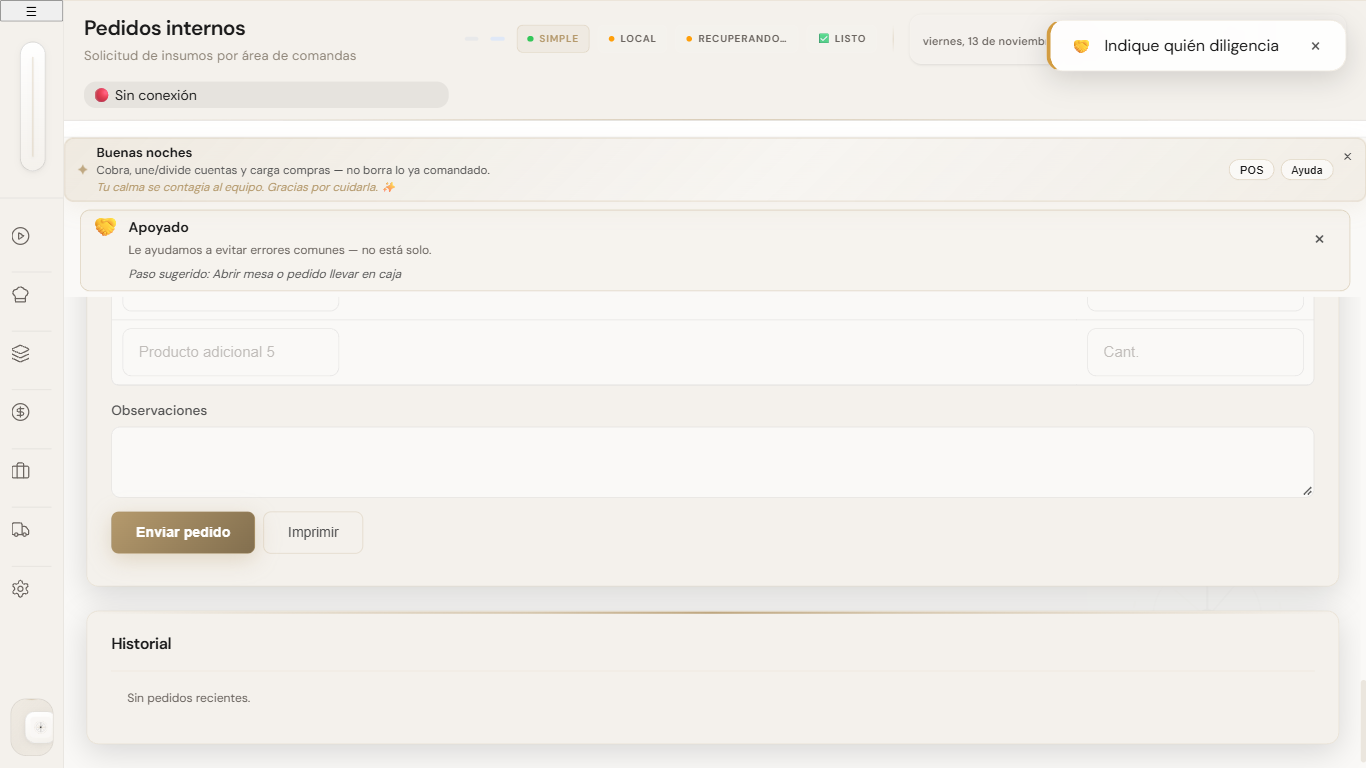 ☰
Pedidos internos
Solicitud de insumos por área de comandas
SIMPLE
LOCAL
RECUPERANDO...
✅ LISTO
viernes, 13 de
🤝 Indique quién diligencia ×
Sin conexión
Buenas noches
Cobra, une/divide cuentas y carga compras — no borra lo ya comandado.
Tu calma se contagia al equipo. Gracias por cuidarla. ✨
POS
Ayuda
×
Apoyado
Le ayudamos a evitar errores comunes — no está solo.
Paso sugerido: Abrir mesa o pedido llevar en caja
×
Producto adicional 5
Cant.
Observaciones
Enviar pedido
Imprimir
Historial
Sin pedidos recientes.